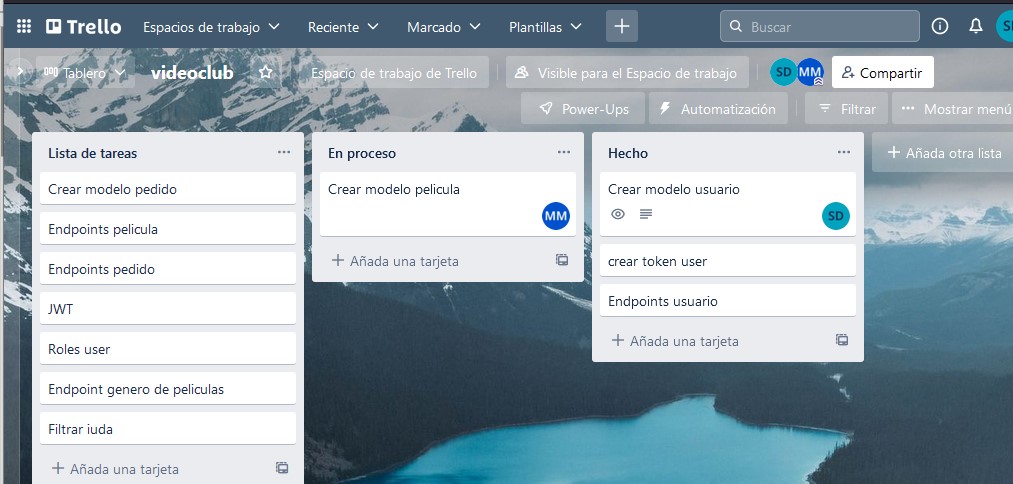 Trello
Espacios de trabajo
Reciente
Marcado
Plantillas
Buscar
Tablero
videoclub
Espacio de trabajo de Trello
Visible para el Espacio de trabajo
SD
MM
Compartir
Power-Ups
Automatización
Filtrar
Mostrar menú
Lista de tareas
Crear modelo pedido
Endpoints pelicula
Endpoints pedido
JWT
Roles user
Endpoint genero de peliculas
Filtrar iuda
+ Añada una tarjeta
En proceso
Crear modelo pelicula
MM
+ Añada una tarjeta
Hecho
Crear modelo usuario
SD
crear token user
Endpoints usuario
+ Añada una tarjeta
+ Añada otra lista